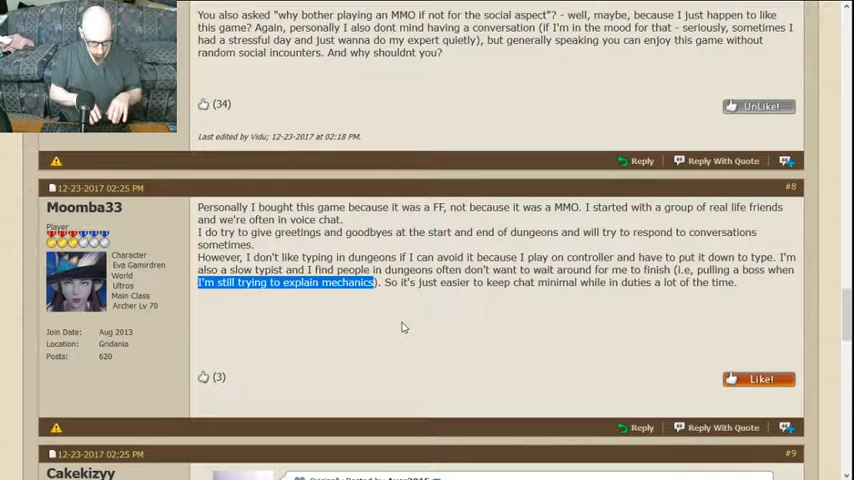 You also asked "why bother playing an MMO if not for the social aspect"? - well, maybe, because I just happen to like
this game? Again, personally I also dont mind having a conversation (if I'm in the mood for that - seriously, sometimes I
had a stressful day and just wanna do my expert quietly), but generally speaking you can enjoy this game without
random social incounters. And why shouldnt you?
(34)
UnLike!
Last edited by Vidu; 12-23-2017 at 02:18 PM.
Reply
Reply With Quote
12-23-2017 02:25 PM
#8
Moomba33
Player
Character
Eva Gamirdren
World
Ultros
Main Class
Archer Lv 70
Join Date: Aug 2013
Location: Gridania
Posts: 620
Personally I bought this game because it was a FF, not because it was a MMO. I started with a group of real life friends
and we're often in voice chat.
I do try to give greetings and goodbyes at the start and end of dungeons and will try to respond to conversations
sometimes.
However, I don't like typing in dungeons if I can avoid it because I play on controller and have to put it down to type. I'm
also a slow typist and I find people in dungeons often don't want to wait around for me to finish (i.e, pulling a boss when
I'm still trying to explain mechanics). So it's just easier to keep chat minimal while in duties a lot of the time.
(3)
Like!
Reply
Reply With Quote
12-23-2017 02:25 PM
#9
Cakekizyy
Originally Posted by